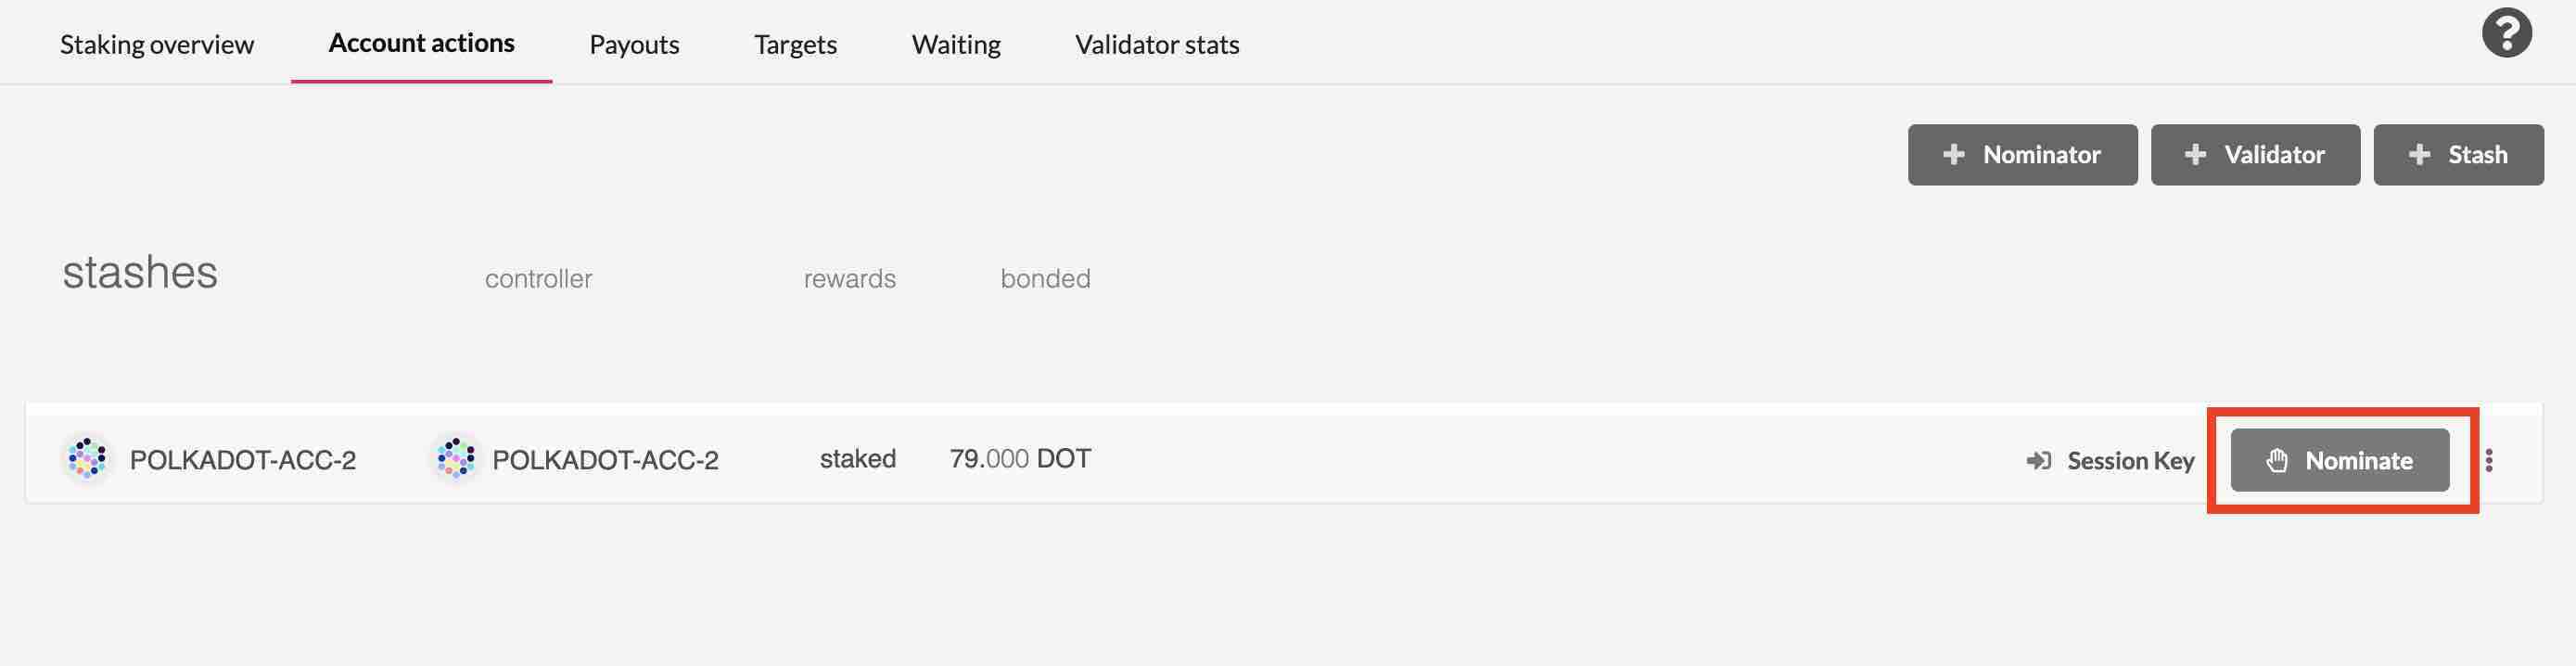 Staking overview Account actions Payouts Targets Waiting Validator stats ?
+ Nominator + Validator + Stash
stashes controller rewards bonded
POLKADOT-ACC-2 POLKADOT-ACC-2 staked 79.000 DOT Session Key Nominate